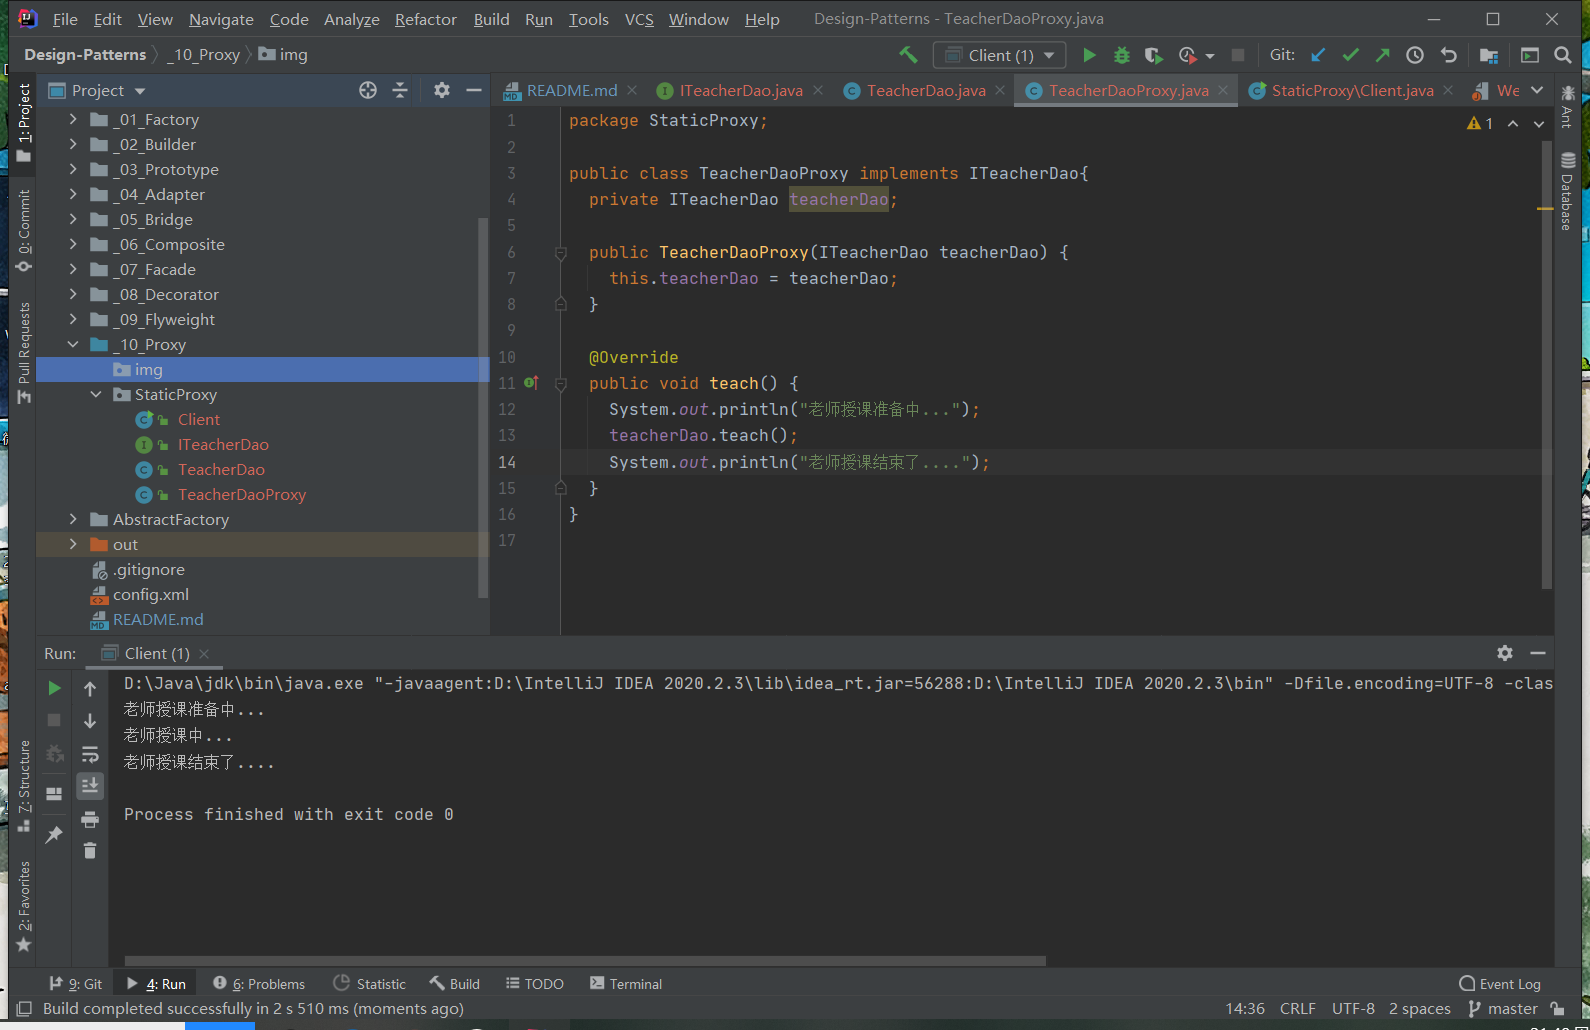 File Edit View Navigate Code Analyze Refactor Build Run Tools VCS Window Help Design-Patterns - TeacherDaoProxy.java
Design-Patterns _10_Proxy img Client (1) Git:
Project
README.md ITeacherDao.java TeacherDao.java TeacherDaoProxy.java StaticProxy\Client.java We
1: Project
0: Commit
Pull Requests
Z: Structure
2: Favorites
_01_Factory
_02_Builder
_03_Prototype
_04_Adapter
_05_Bridge
_06_Composite
_07_Facade
_08_Decorator
_09_Flyweight
_10_Proxy
img
StaticProxy
Client
ITeacherDao
TeacherDao
TeacherDaoProxy
AbstractFactory
out
.gitignore
config.xml
README.md
1 package StaticProxy;
2
3 public class TeacherDaoProxy implements ITeacherDao{
4 private ITeacherDao teacherDao;
5
6 public TeacherDaoProxy(ITeacherDao teacherDao) {
7 this.teacherDao = teacherDao;
8 }
9
10 @Override
11 public void teach() {
12 System.out.println("老师授课准备中...");
13 teacherDao.teach();
14 System.out.println("老师授课结束了....");
15 }
16 }
17
1
Ant
Database
Run: Client (1)
D:\Java\jdk\bin\java.exe "-javaagent:D:\IntelliJ IDEA 2020.2.3\lib\idea_rt.jar=56288:D:\IntelliJ IDEA 2020.2.3\bin" -Dfile.encoding=UTF-8 -clas
老师授课准备中...
老师授课中...
老师授课结束了....
Process finished with exit code 0
9: Git 4: Run 6: Problems Statistic Build TODO Terminal Event Log
Build completed successfully in 2 s 510 ms (moments ago) 14:36 CRLF UTF-8 2 spaces master